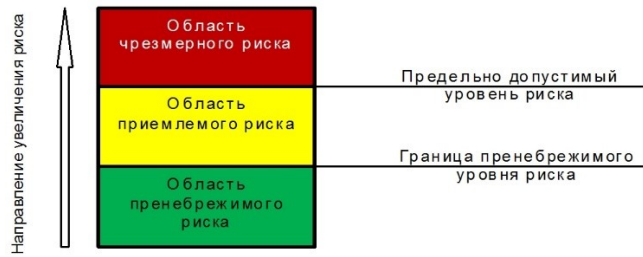 Направление увеличения риска
Область
чрезмерного риска
Предельно допустимый
уровень риска
Область
приемлемого риска
Граница пренебрежимого
уровня риска
Область
пренебрежимого
риска